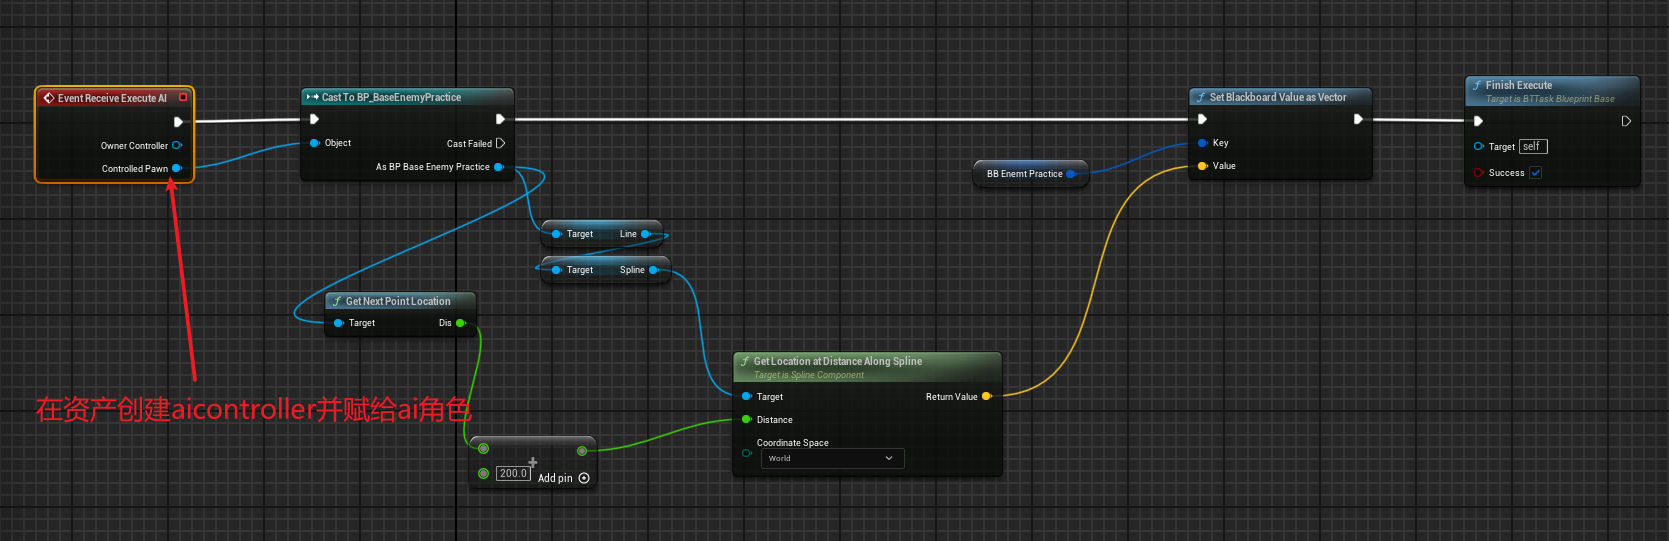 Event Receive Execute AI
Owner Controller
Controlled Pawn
Cast To BP_BaseEnemyPractice
Object
Cast Failed
As BP Base Enemy Practice
Target Line
Target Spline
Get Next Point Location
Target Dis
在资产创建aicontroller并赋给ai角色
200.0
Add pin
Get Location at Distance Along Spline
Target is Spline Component
Target Return Value
Distance
Coordinate Space
World
BB Enemt Practice
Set Blackboard Value as Vector
Key
Value
Finish Execute
Target is BTTask Blueprint Base
Target self
Success